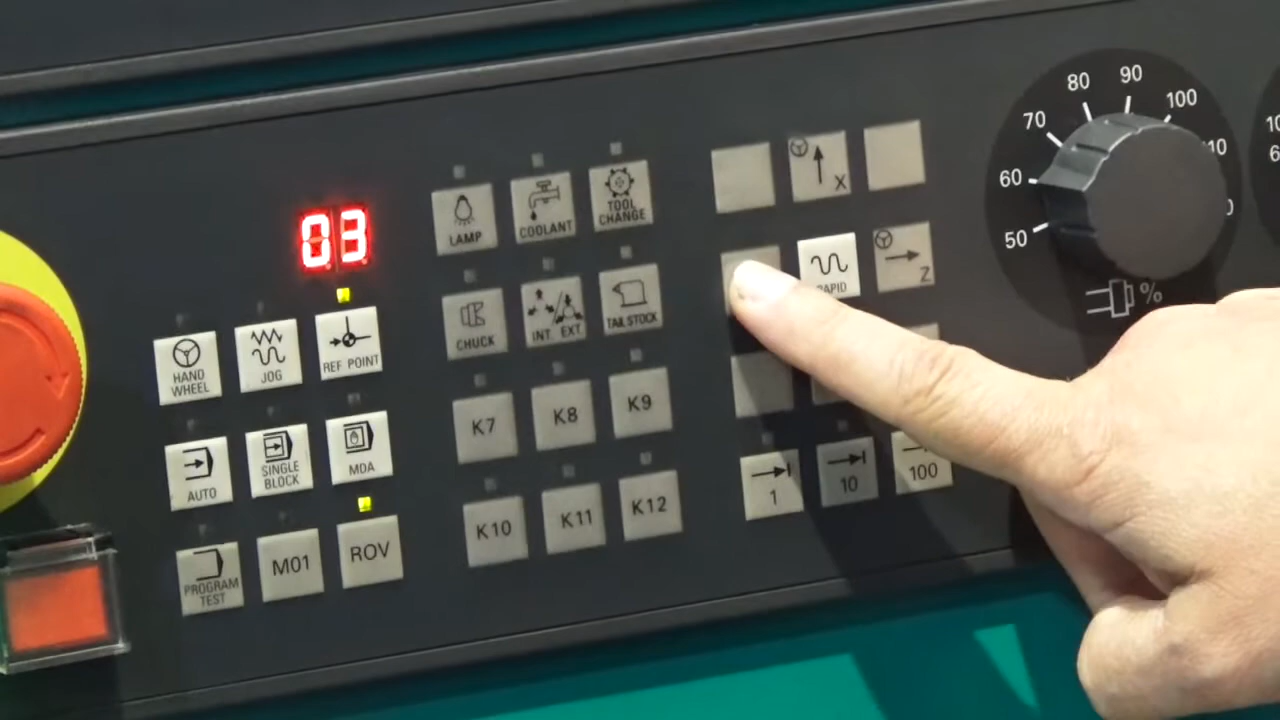 03
HAND
WHEEL
JOG
REF POINT
AUTO
SINGLE
BLOCK
MDA
PROGRAM
TEST
M01
ROV
LAMP
COOLANT
TOOL
CHANGE
CHUCK
INT. EXT.
TAIL STOCK
K7
K8
K9
K10
K11
K12
X
RAPID
Z
1
10
100
50
60
70
80
90
100
%